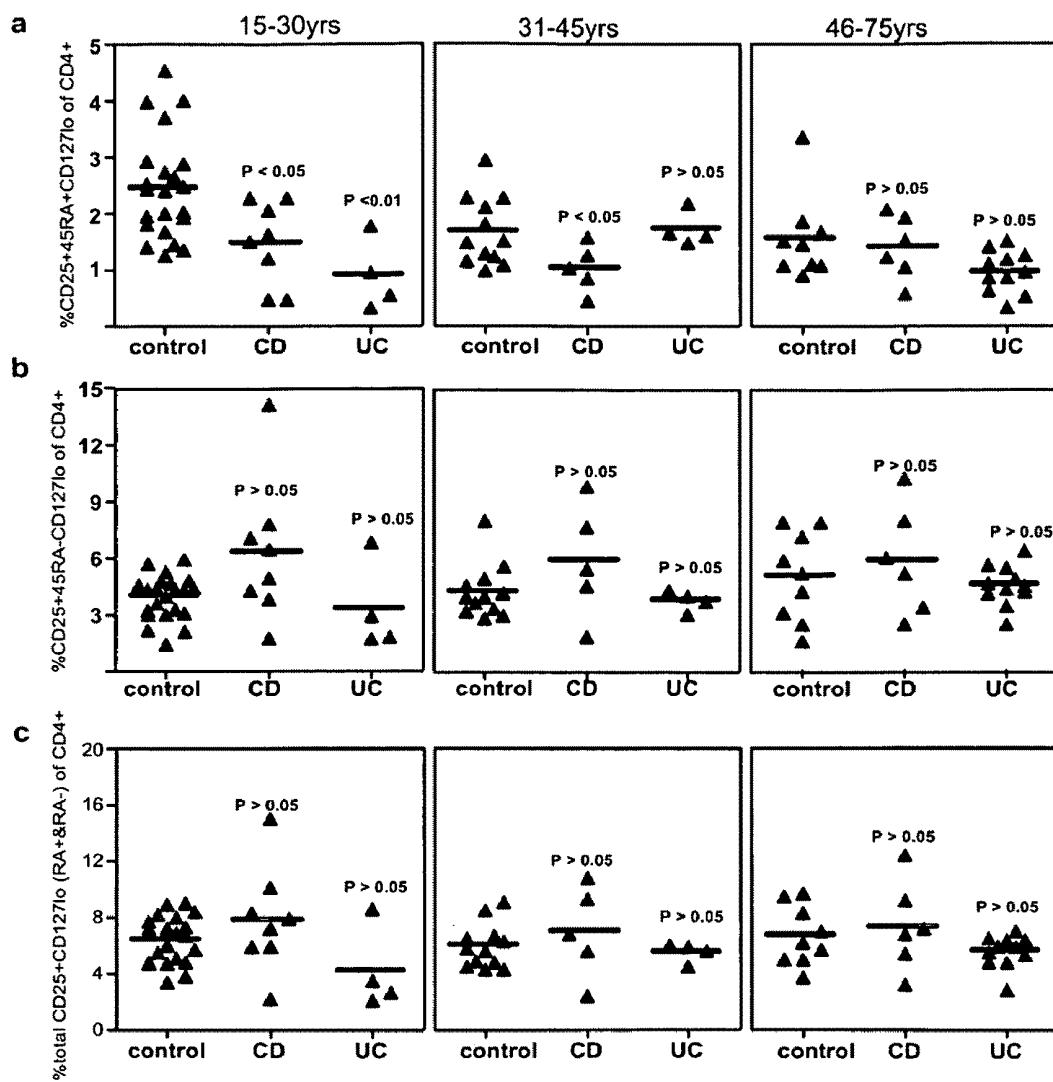 a
15-30yrs
31-45yrs
46-75yrs
%CD25+45RA+CD127lo of CD4+
5
4
3
2
1
P < 0.05
P <0.01
P < 0.05
P > 0.05
P > 0.05
P > 0.05
control CD UC
control CD UC
control CD UC
b
%CD25+45RA-CD127lo of CD4+
15
12
9
6
3
P > 0.05
P > 0.05
P > 0.05
P > 0.05
P > 0.05
P > 0.05
control CD UC
control CD UC
control CD UC
c
%total CD25+CD127lo (RA+&RA-) of CD4+
20
16
12
8
4
0
P > 0.05
P > 0.05
P > 0.05
P > 0.05
P > 0.05
P > 0.05
control CD UC
control CD UC
control CD UC